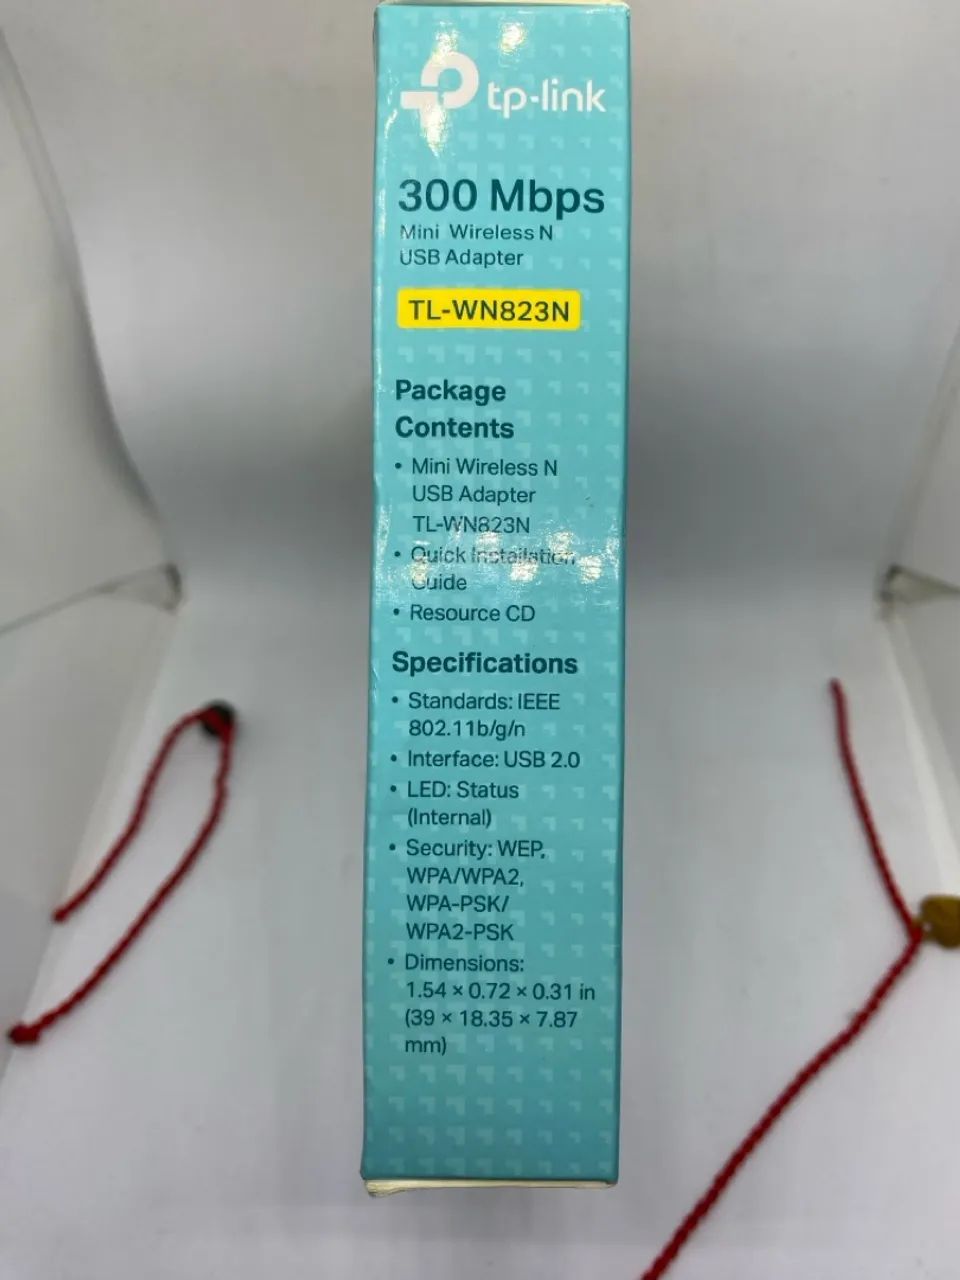 tp-link
300 Mbps
Mini Wireless N
USB Adapter
TL-WN823N
Package
Contents
• Mini Wireless N
USB Adapter
TL-WN823N
• Quick Installation
Guide
• Resource CD
Specifications
• Standards: IEEE
802.11b/g/n
• Interface: USB 2.0
• LED: Status
(Internal)
• Security: WEP,
WPA/WPA2,
WPA-PSK/
WPA2-PSK
• Dimensions:
1.54 × 0.72 × 0.31 in
(39 × 18.35 × 7.87
mm)